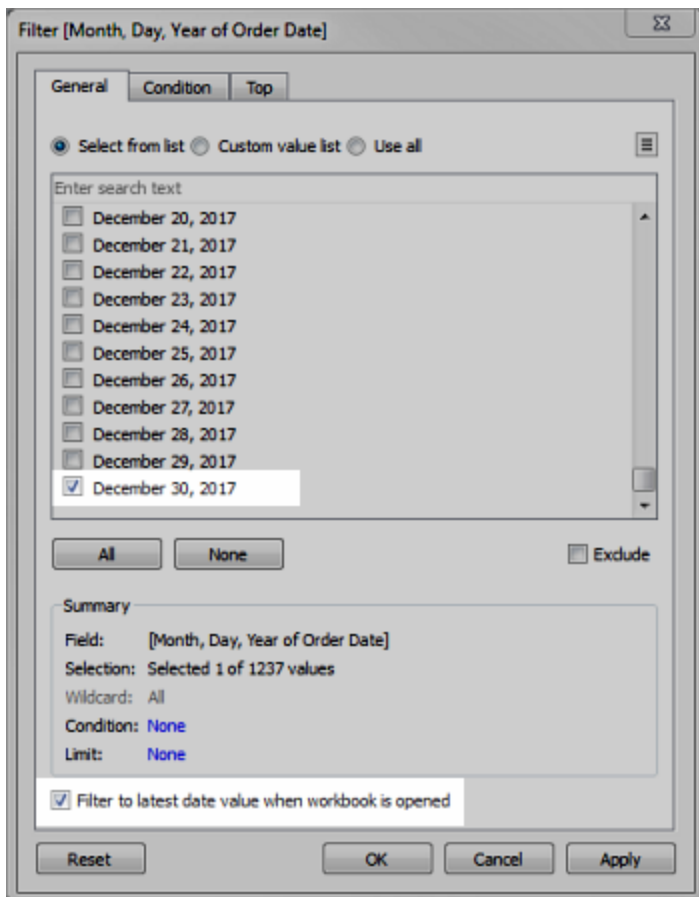 Filter [Month, Day, Year of Order Date]
General Condition Top
Select from list Custom value list Use all
Enter search text
December 20, 2017
December 21, 2017
December 22, 2017
December 23, 2017
December 24, 2017
December 25, 2017
December 26, 2017
December 27, 2017
December 28, 2017
December 29, 2017
December 30, 2017
All None Exclude
Summary
Field: [Month, Day, Year of Order Date]
Selection: Selected 1 of 1237 values
Wildcard: All
Condition: None
Limit: None
Filter to latest date value when workbook is opened
Reset OK Cancel Apply